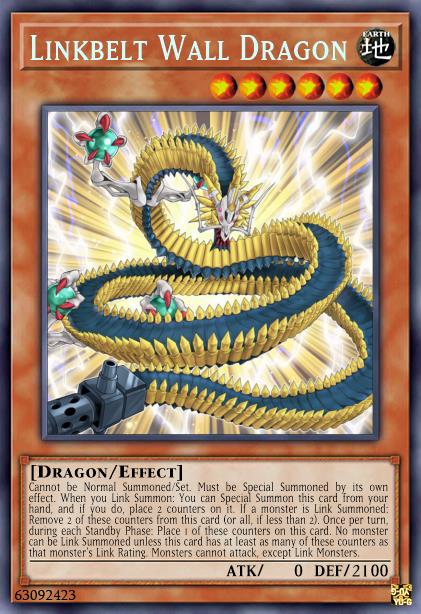 LINKBELT WALL DRAGON
EARTH
地
[DRAGON/EFFECT]
Cannot be Normal Summoned/Set. Must be Special Summoned by its own
effect. When you Link Summon: You can Special Summon this card from your
hand, and if you do, place 2 counters on it. If a monster is Link Summoned:
Remove 2 of these counters from this card (or all, if less than 2). Once per turn,
during each Standby Phase: Place 1 of these counters on this card. No monster
can be Link Summoned unless this card has at least as many of these counters as
that monster's Link Rating. Monsters cannot attack, except Link Monsters.
ATK/ 0 DEF/2100
63092423